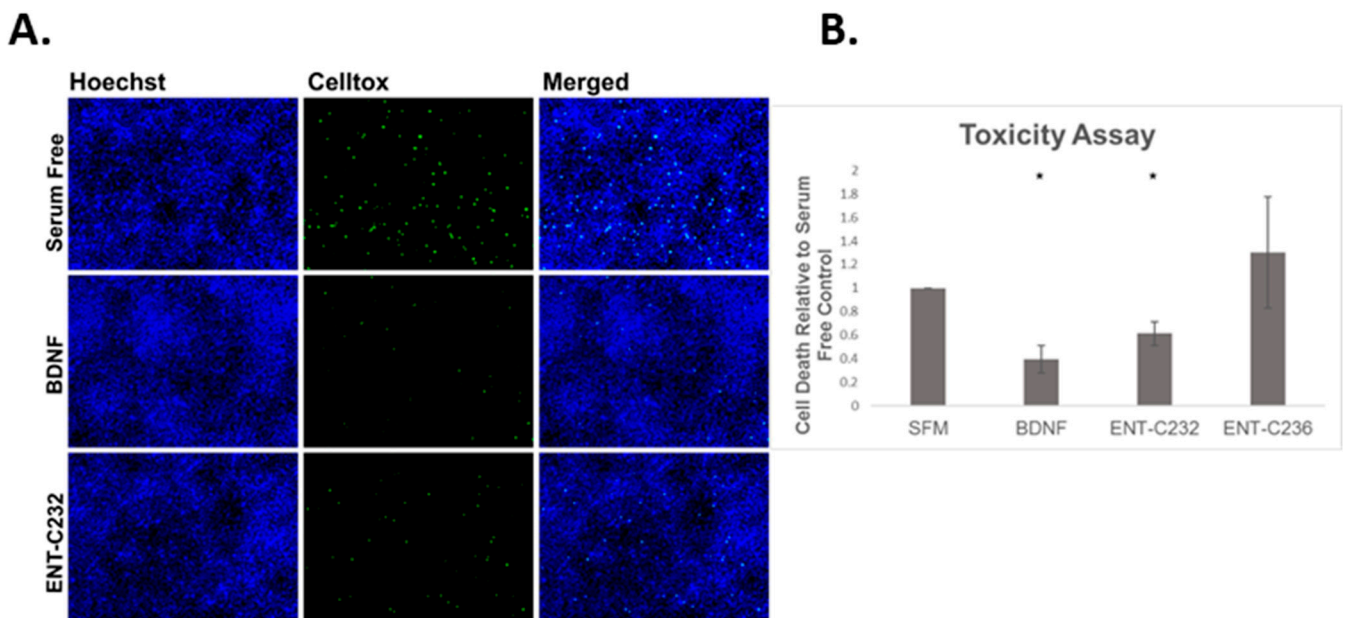 A.
B.
Hoechst
Celltox
Merged
Serum Free
BDNF
ENT-C232
Toxicity Assay
Cell Death Relative to Serum
Free Control
2
1.8
1.6
1.4
1.2
1
0.8
0.6
0.4
0.2
0
* *
SFM BDNF ENT-C232 ENT-C236